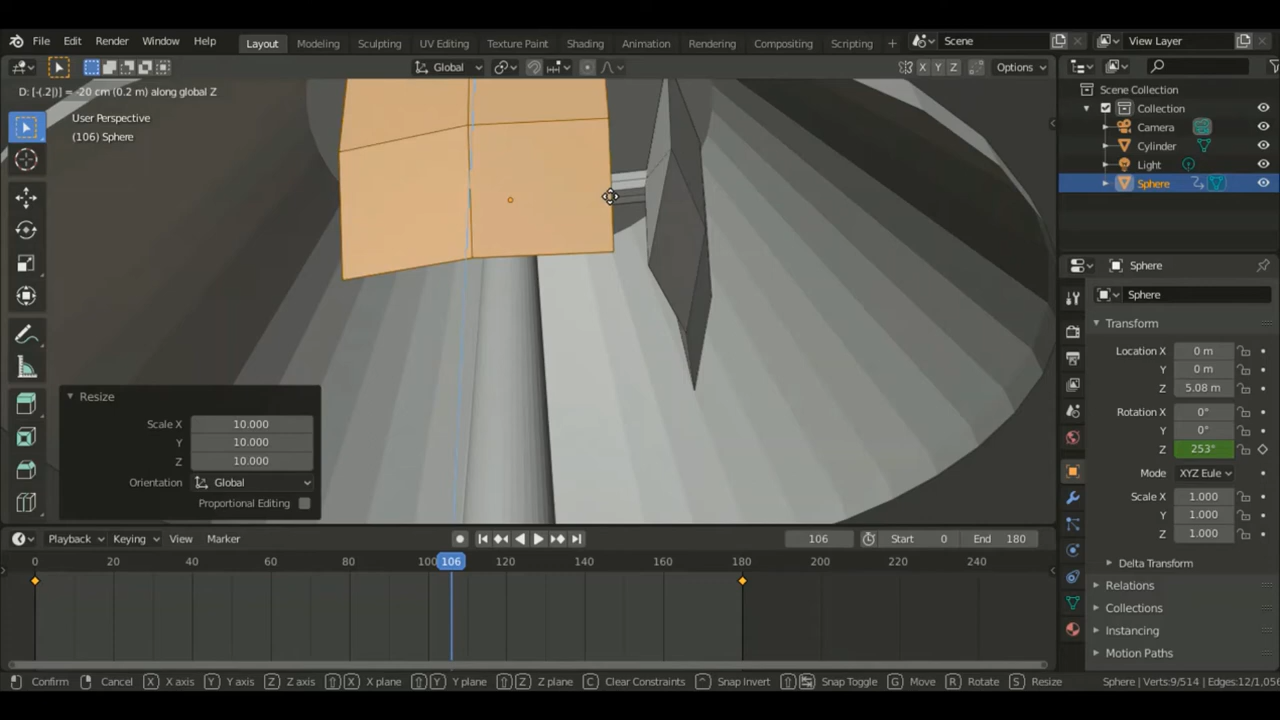 File Edit Render Window Help Layout Modeling Sculpting UV Editing Texture Paint Shading Animation Rendering Compositing Scripting + Scene View Layer
Global Options
X Y Z
D: [-(.2)|] = -20 cm (0.2 m) along global Z
User Perspective
(106) Sphere
Scene Collection
Collection
Camera
Cylinder
Light
Sphere
Sphere
Sphere
Transform
Location X 0 m
Y 0 m
Z 5.08 m
Rotation X 0°
Y 0°
Z 253°
Mode XYZ Eule
Scale X 1.000
Y 1.000
Z 1.000
Delta Transform
Relations
Collections
Instancing
Motion Paths
Resize
Scale X 10.000
Y 10.000
Z 10.000
Orientation Global
Proportional Editing
Playback Keying View Marker 106 Start 0 End 180
0 20 40 60 80 100 106 120 140 160 180 200 220 240
Confirm Cancel X X axis Y Y axis Z Z axis X X plane Y Y plane Z Z plane C Clear Constraints Snap Invert Snap Toggle G Move R Rotate S Resize Sphere | Verts:9/514 | Edges:12/1,056